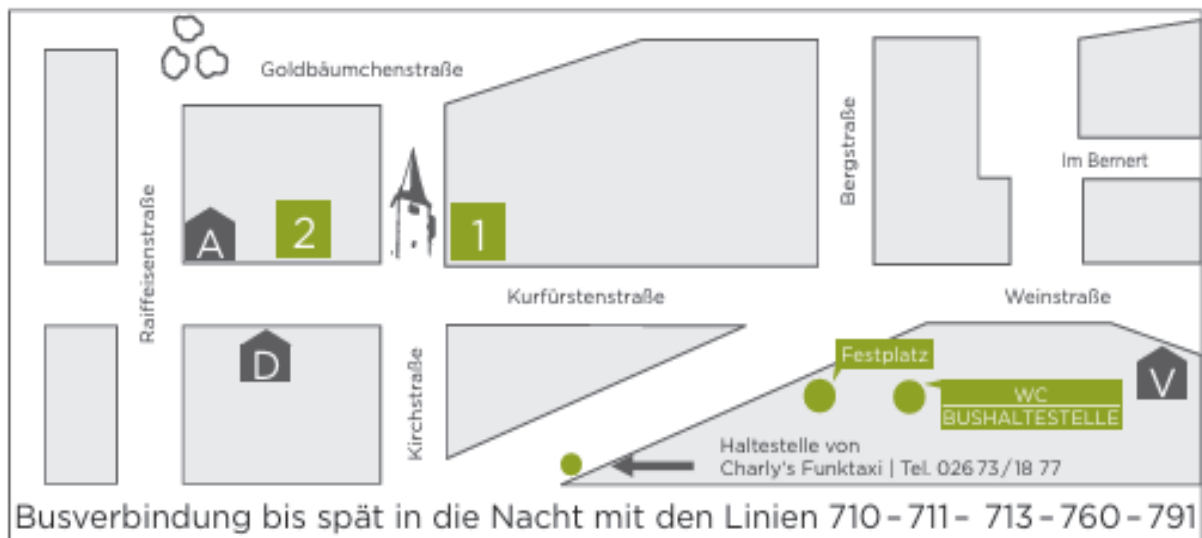 Goldbäumchenstraße
Bergstraße
Im Bernert
Raiffeisenstraße
A
2
1
Kurfürstenstraße
Weinstraße
D
Kirchstraße
Festplatz
V
WC
BUSHALTESTELLE
Haltestelle von
Charly's Funktaxi | Tel. 02673/18 77
Busverbindung bis spät in die Nacht mit den Linien 710 – 711 – 713 – 760 – 791